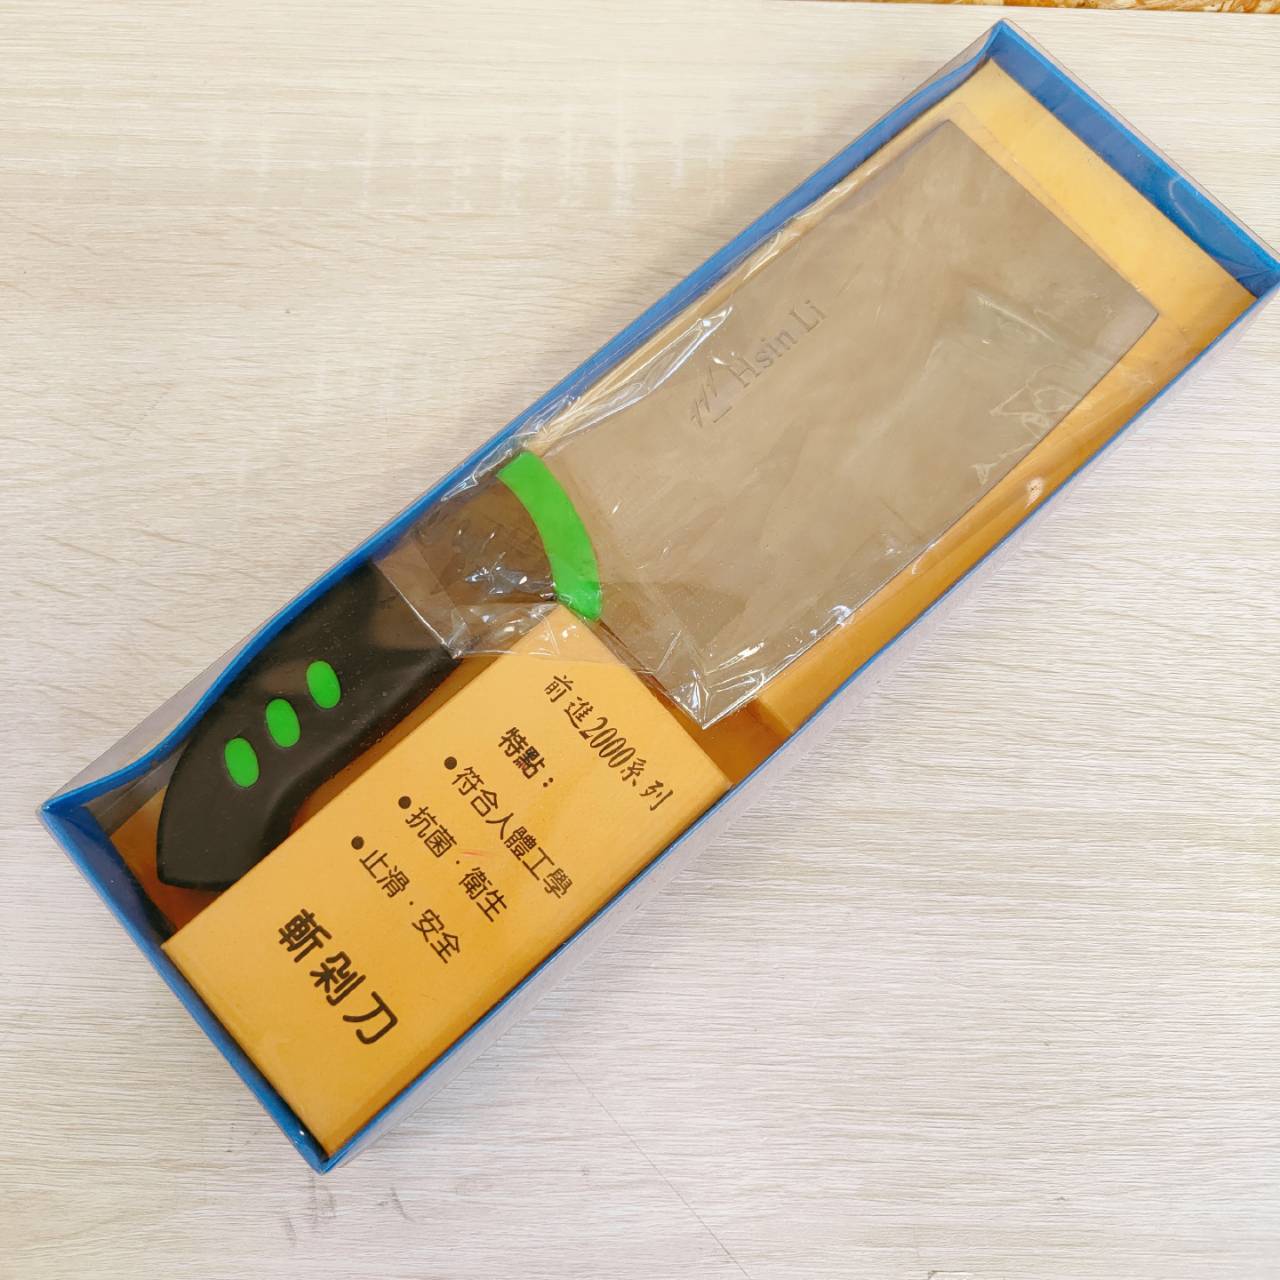 Hsin Li
前進2000系列
特點：
●符合人體工學
●抗菌．衛生
●止滑．安全
斬剁刀